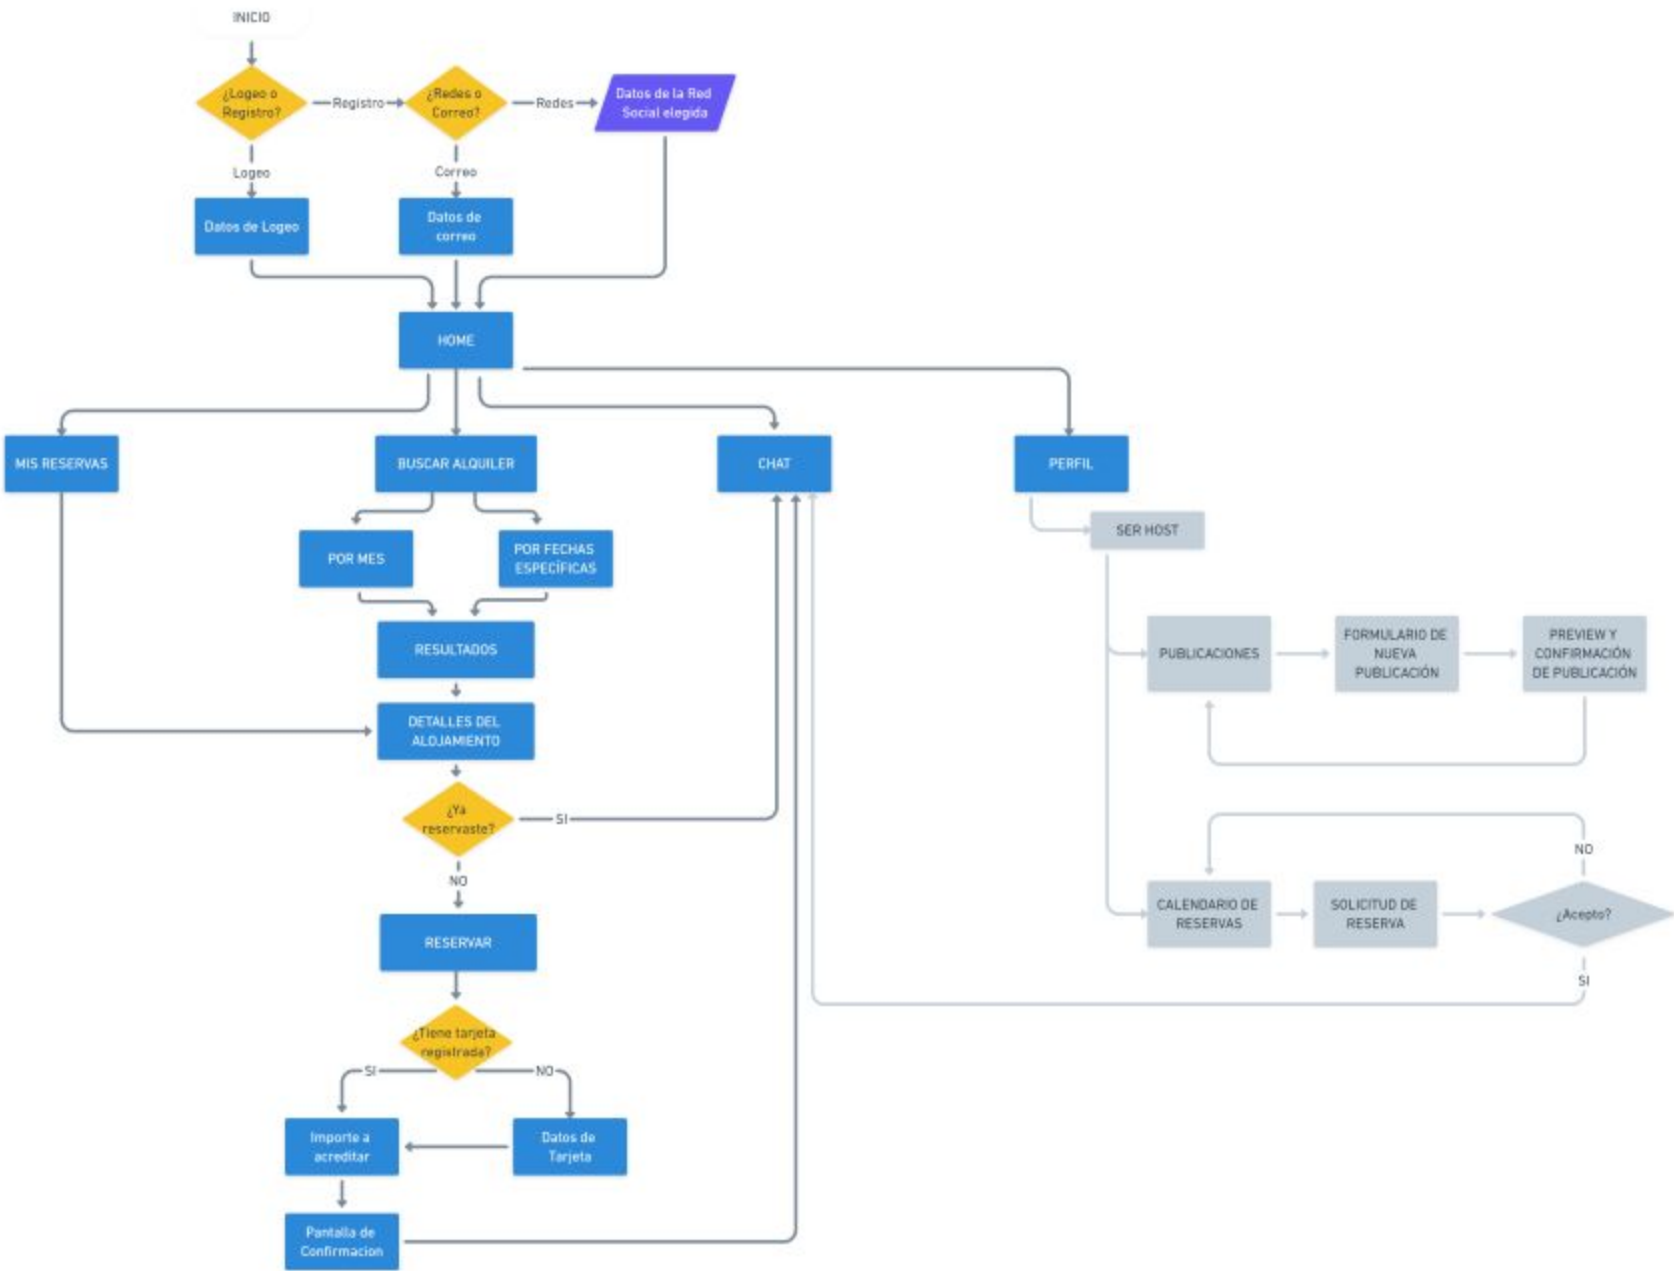 INICIO
¿Logeo o
Registro?
Registro
¿Redes o
Correo?
Redes
Datos de la Red
Social elegida
Logeo
Correo
Datos de Logeo
Datos de
correo
HOME
MIS RESERVAS
BUSCAR ALQUILER
CHAT
PERFIL
SER HOST
POR MES
POR FECHAS
ESPECÍFICAS
RESULTADOS
PUBLICACIONES
FORMULARIO DE
NUEVA
PUBLICACIÓN
PREVIEW Y
CONFIRMACIÓN
DE PUBLICACIÓN
DETALLES DEL
ALOJAMIENTO
¿Ya
reservaste?
SI
NO
NO
CALENDARIO DE
RESERVAS
SOLICITUD DE
RESERVA
¿Acepto?
SI
RESERVAR
¿Tiene tarjeta
registrada?
SI
NO
Importe a
acreditar
Datos de
Tarjeta
Pantalla de
Confirmacion